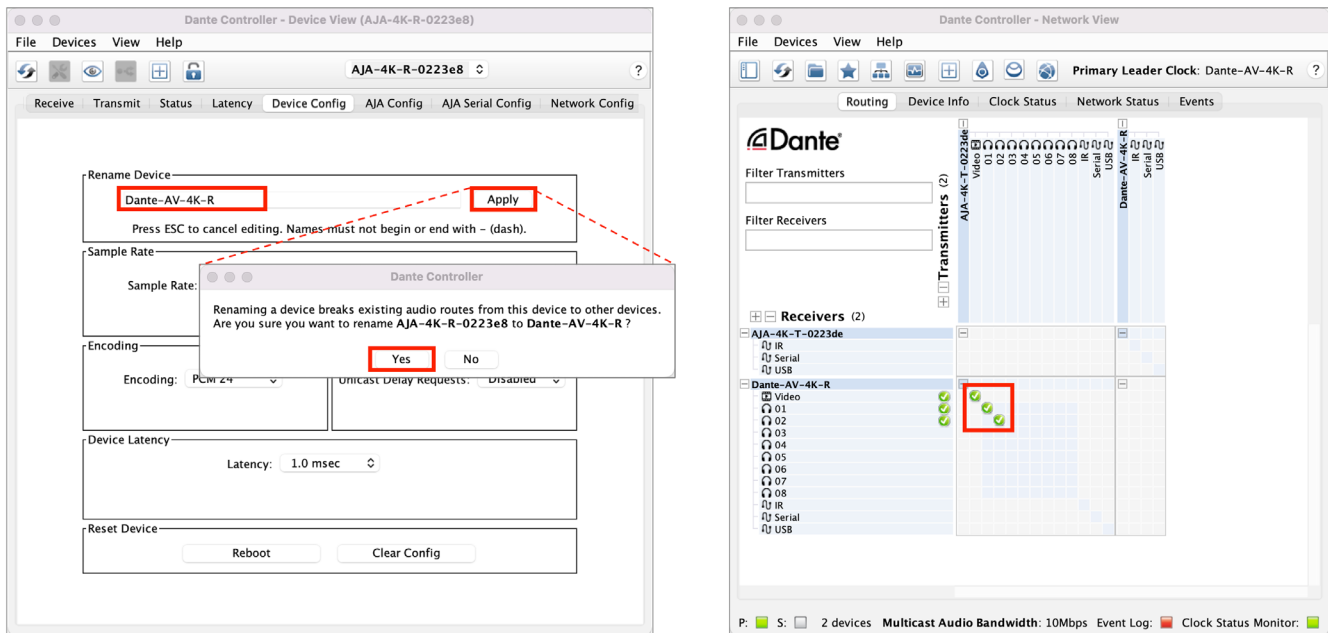 Dante Controller - Device View (AJA-4K-R-0223e8)
File Devices View Help
AJA-4K-R-0223e8
?
Receive Transmit Status Latency Device Config AJA Config AJA Serial Config Network Config
Rename Device
Dante-AV-4K-R
Apply
Press ESC to cancel editing. Names must not begin or end with - (dash).
Sample Rate
Sample Rate:
Dante Controller
Renaming a device breaks existing audio routes from this device to other devices.
Are you sure you want to rename AJA-4K-R-0223e8 to Dante-AV-4K-R ?
Yes No
Encoding
Encoding: PCM 24
Unicast Delay Requests: Disabled
Device Latency
Latency: 1.0 msec
Reset Device
Reboot Clear Config
Dante Controller - Network View
File Devices View Help
Primary Leader Clock: Dante-AV-4K-R ?
Routing Device Info Clock Status Network Status Events
Dante®
Filter Transmitters
Filter Receivers
Transmitters (2)
AJA-4K-T-0223de
Video
01
02
03
04
05
06
07
08
IR
Serial
USB
Dante-AV-4K-R
IR
Serial
USB
Receivers (2)
AJA-4K-T-0223de
IR
Serial
USB
Dante-AV-4K-R
Video
01
02
03
04
05
06
07
08
IR
Serial
USB
P: S: 2 devices Multicast Audio Bandwidth: 10Mbps Event Log: Clock Status Monitor: